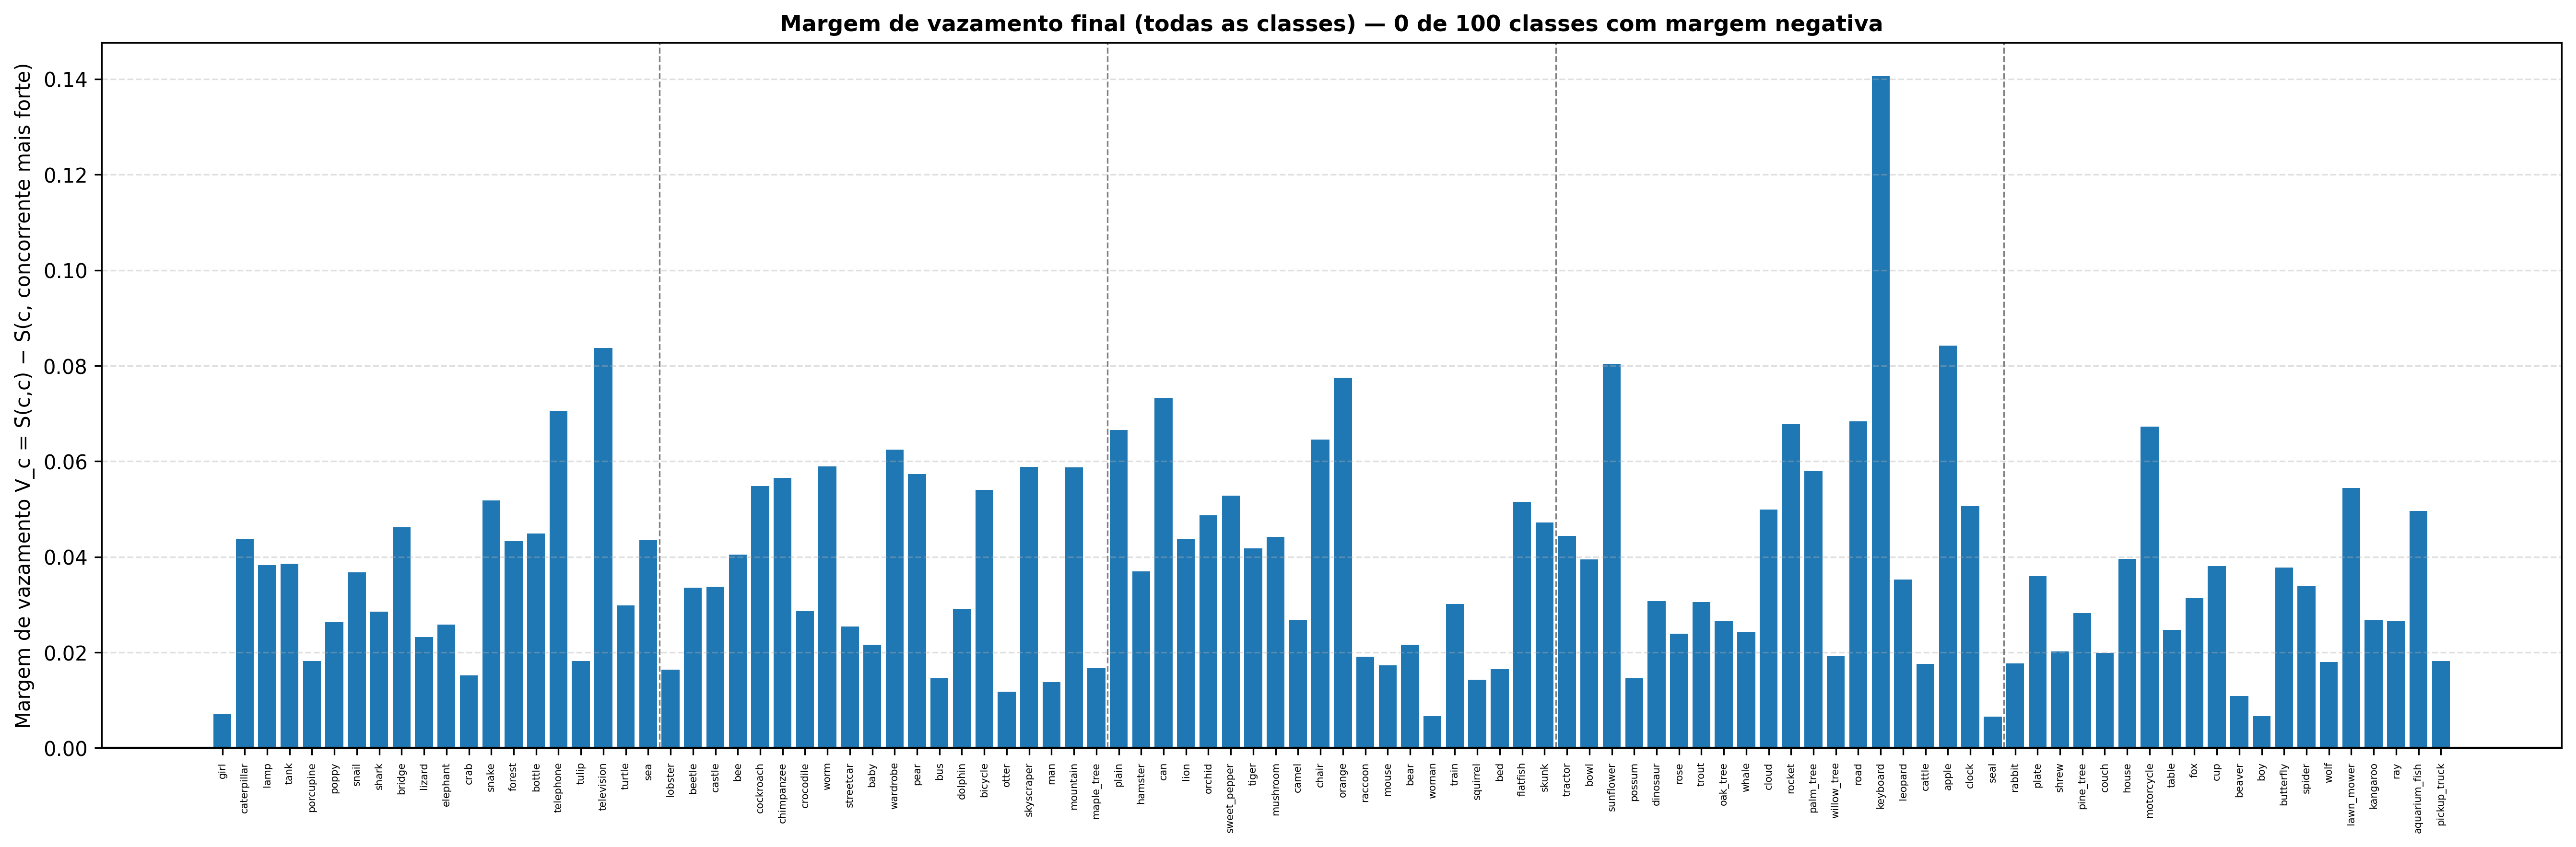 Margem de vazamento final (todas as classes) — 0 de 100 classes com margem negativa
Margem de vazamento V_c = S(c,c) − S(c, concorrente mais forte)
0.14
0.12
0.10
0.08
0.06
0.04
0.02
0.00
girl
caterpillar
lamp
tank
porcupine
poppy
snail
shark
bridge
lizard
elephant
crab
snake
forest
bottle
telephone
tulip
television
turtle
sea
lobster
beetle
castle
bee
cockroach
chimpanzee
crocodile
worm
streetcar
baby
wardrobe
pear
bus
dolphin
bicycle
otter
skyscraper
man
mountain
maple_tree
plain
hamster
can
lion
orchid
sweet_pepper
tiger
mushroom
camel
chair
orange
raccoon
mouse
bear
woman
train
squirrel
bed
flatfish
skunk
tractor
bowl
sunflower
possum
dinosaur
rose
trout
oak_tree
whale
cloud
rocket
palm_tree
willow_tree
road
keyboard
leopard
cattle
apple
clock
seal
rabbit
plate
shrew
pine_tree
couch
house
motorcycle
table
fox
cup
beaver
boy
butterfly
spider
wolf
lawn_mower
kangaroo
ray
aquarium_fish
pickup_truck